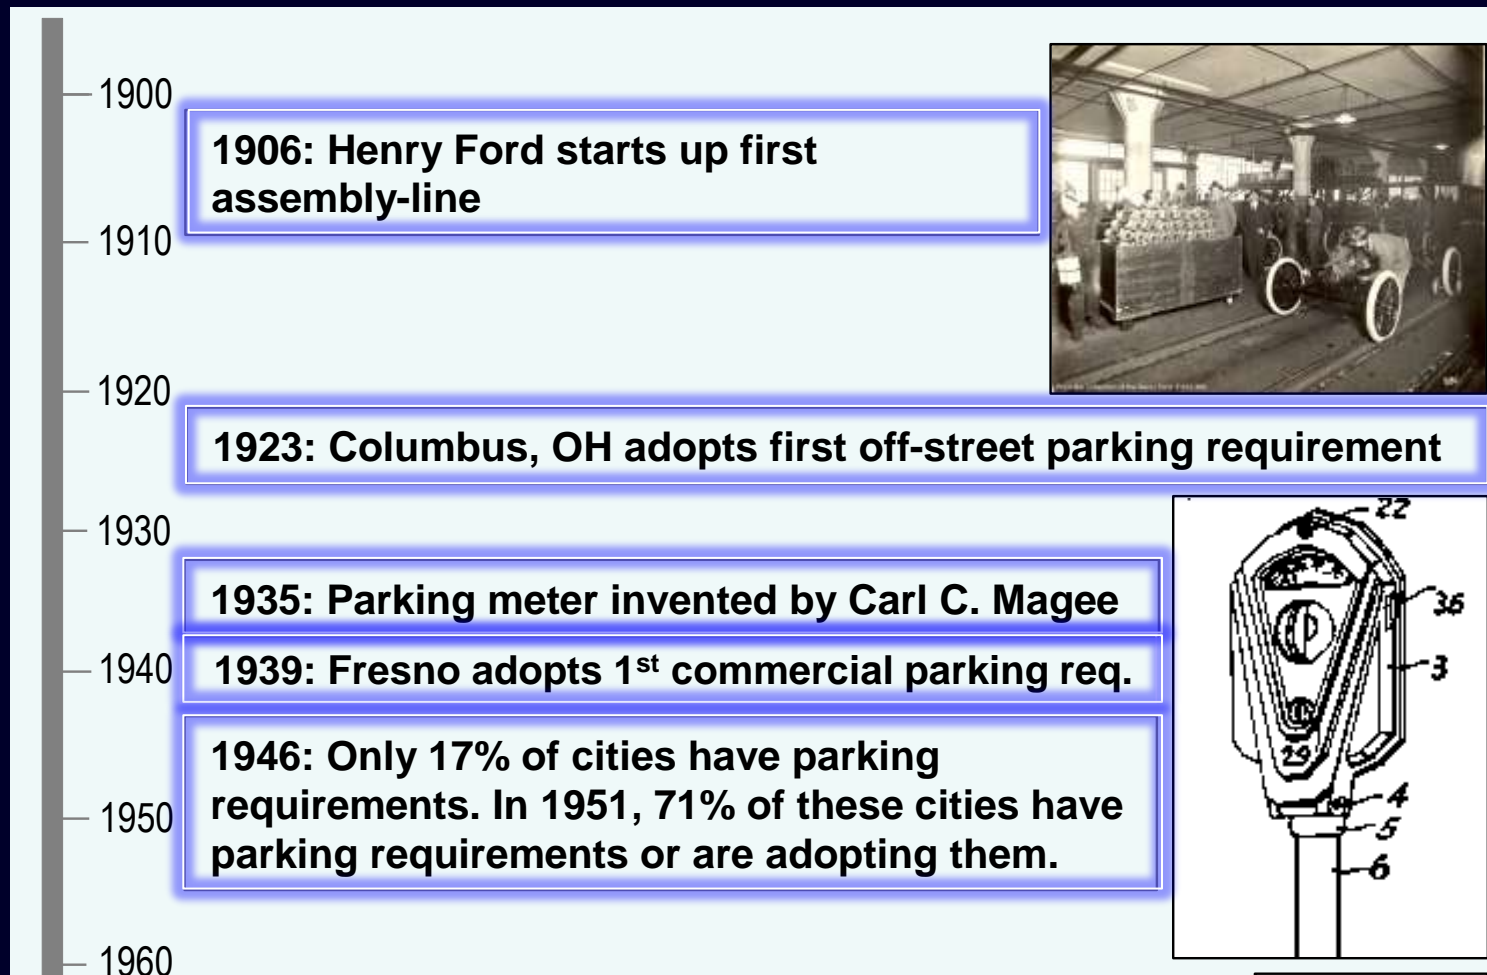 1900
1906: Henry Ford starts up first
assembly-line
1910
1920
1923: Columbus, OH adopts first off-street parking requirement
1930
22
1935: Parking meter invented by Carl C. Magee
36
1940
1939: Fresno adopts 1st commercial parking req.
3
1946: Only 17% of cities have parking
requirements. In 1951, 71% of these cities have
parking requirements or are adopting them.
29
1950
4
5
6
1960